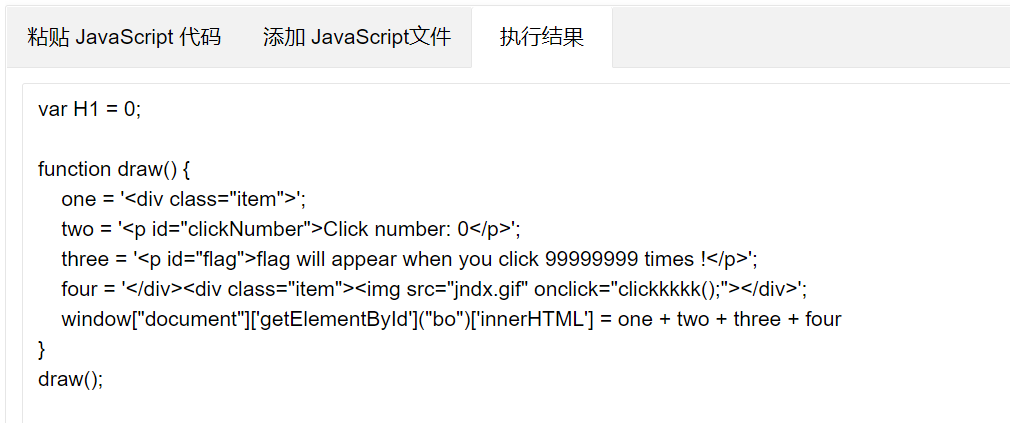 粘贴 JavaScript 代码 添加 JavaScript文件 执行结果
var H1 = 0;
function draw() {
one = '<div class="item">';
two = '<p id="clickNumber">Click number: 0</p>';
three = '<p id="flag">flag will appear when you click 99999999 times !</p>';
four = '</div><div class="item"><img src="jndx.gif" onclick="clickkkkk();"></div>';
window["document"]['getElementById']("bo")['innerHTML'] = one + two + three + four
}
draw();